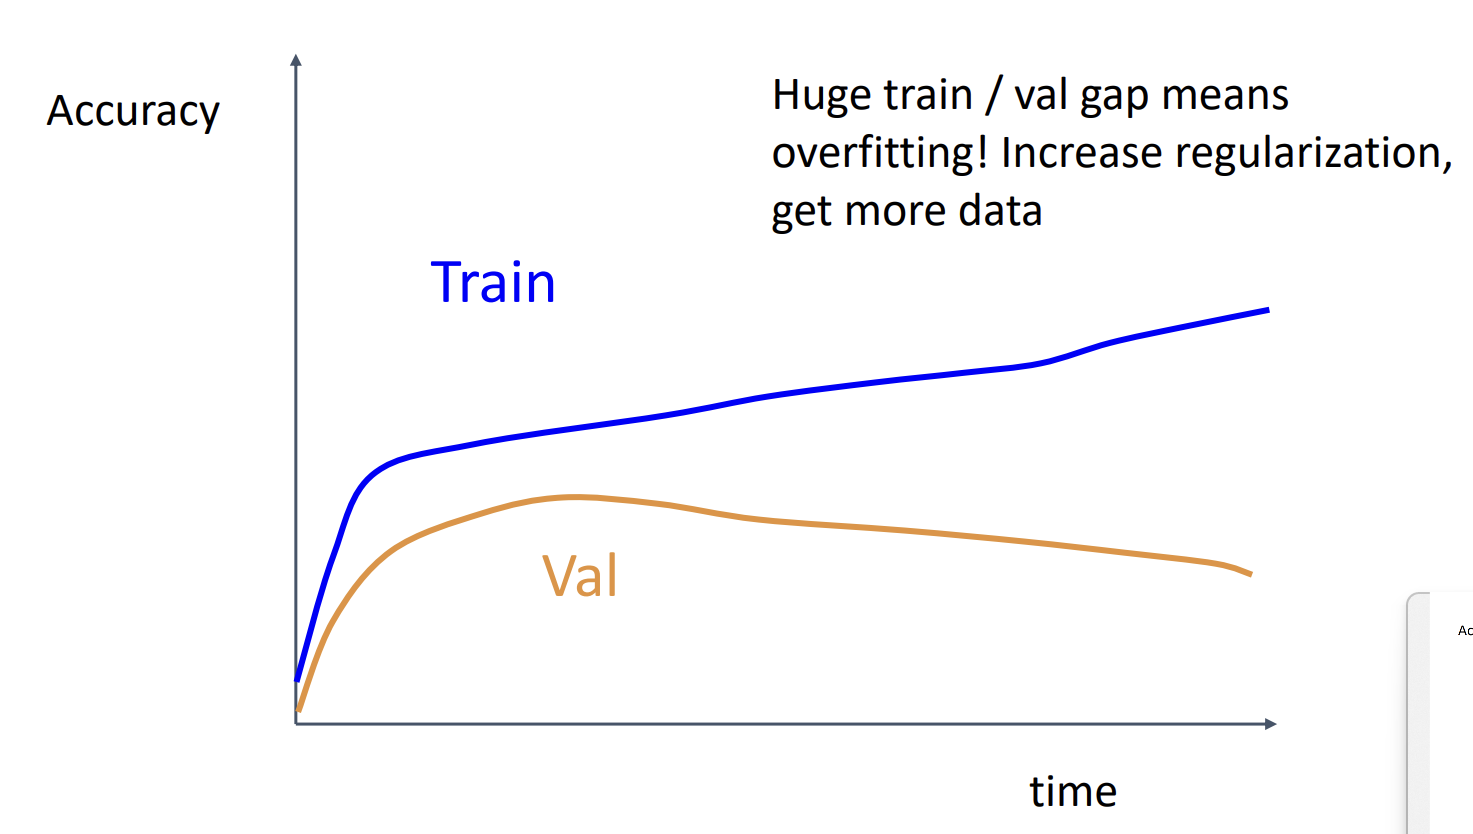 Accuracy
Huge train / val gap means
overfitting! Increase regularization,
get more data
Train
Val
time